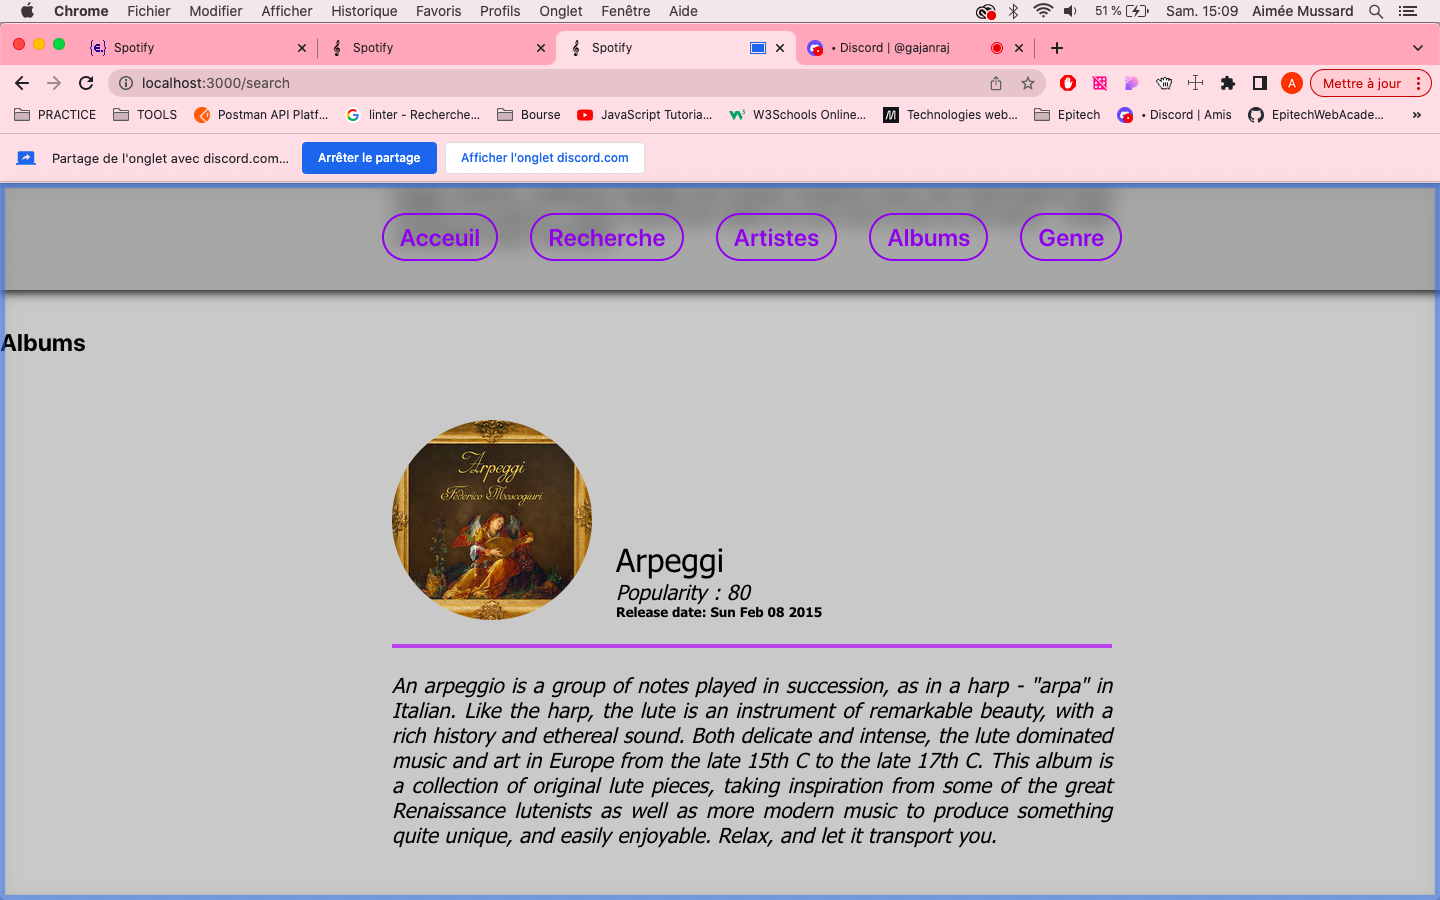 Chrome Fichier Modifier Afficher Historique Favoris Profils Onglet Fenêtre Aide 51 % Sam. 15:09 Aimée Mussard
Spotify Spotify Spotify • Discord | @gajanraj
localhost:3000/search A Mettre à jour
PRACTICE TOOLS Postman API Platf... linter - Recherche... Bourse JavaScript Tutoria... W3Schools Online... Technologies web... Epitech • Discord | Amis EpitechWebAcade... »
Partage de l'onglet avec discord.com... Arrêter le partage Afficher l'onglet discord.com
Acceuil Recherche Artistes Albums Genre
Albums
Arpeggi
Federico Moscogiuri
Arpeggi
Popularity : 80
Release date: Sun Feb 08 2015
An arpeggio is a group of notes played in succession, as in a harp - "arpa" in
Italian. Like the harp, the lute is an instrument of remarkable beauty, with a
rich history and ethereal sound. Both delicate and intense, the lute dominated
music and art in Europe from the late 15th C to the late 17th C. This album is
a collection of original lute pieces, taking inspiration from some of the great
Renaissance lutenists as well as more modern music to produce something
quite unique, and easily enjoyable. Relax, and let it transport you.